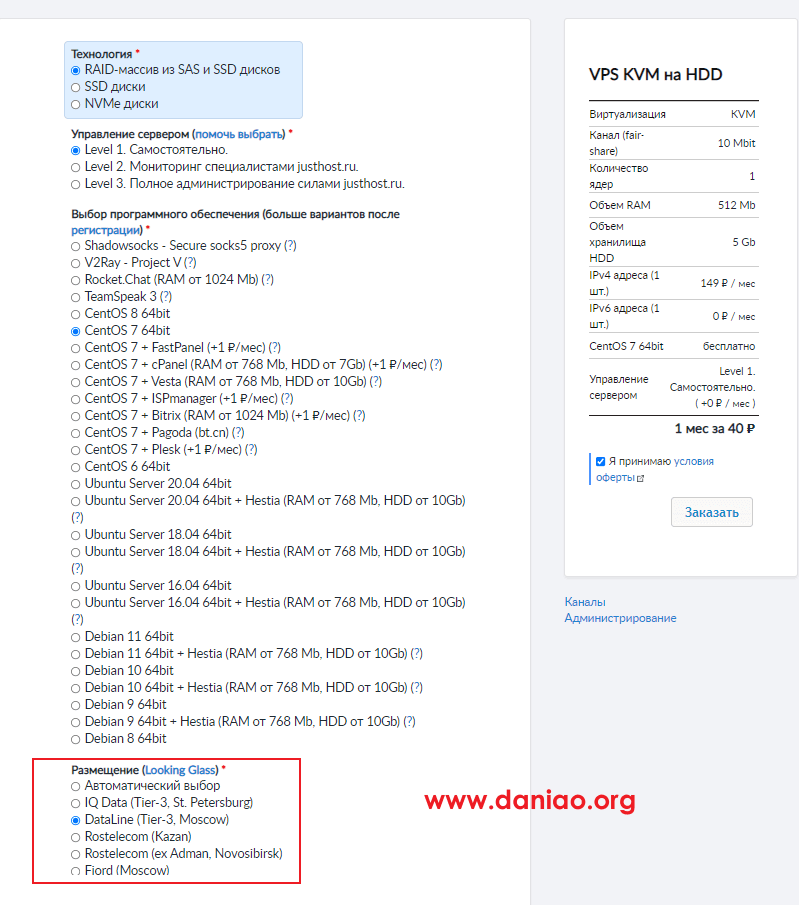 Технология *
RAID-массив из SAS и SSD дисков
SSD диски
NVMe диски
Управление сервером (помочь выбрать) *
Level 1. Самостоятельно.
Level 2. Мониторинг специалистами justhost.ru.
Level 3. Полное администрирование силами justhost.ru.
Выбор программного обеспечения (больше вариантов после
регистрации) *
Shadowsocks - Secure socks5 proxy (?)
V2Ray - Project V (?)
Rocket.Chat (RAM от 1024 Mb) (?)
TeamSpeak 3 (?)
CentOS 8 64bit
CentOS 7 64bit
CentOS 7 + FastPanel (+1 ₽/мес) (?)
CentOS 7 + cPanel (RAM от 768 Mb, HDD от 7Gb) (+1 ₽/мес) (?)
CentOS 7 + Vesta (RAM от 768 Mb, HDD от 10Gb) (?)
CentOS 7 + ISPmanager (+1 ₽/мес) (?)
CentOS 7 + Bitrix (RAM от 1024 Mb) (+1 ₽/мес) (?)
CentOS 7 + Pagoda (bt.cn) (?)
CentOS 7 + Plesk (+1 ₽/мес) (?)
CentOS 6 64bit
Ubuntu Server 20.04 64bit
Ubuntu Server 20.04 64bit + Hestia (RAM от 768 Mb, HDD от 10Gb)
(?)
Ubuntu Server 18.04 64bit
Ubuntu Server 18.04 64bit + Hestia (RAM от 768 Mb, HDD от 10Gb)
(?)
Ubuntu Server 16.04 64bit
Ubuntu Server 16.04 64bit + Hestia (RAM от 768 Mb, HDD от 10Gb)
(?)
Debian 11 64bit
Debian 11 64bit + Hestia (RAM от 768 Mb, HDD от 10Gb) (?)
Debian 10 64bit
Debian 10 64bit + Hestia (RAM от 768 Mb, HDD от 10Gb) (?)
Debian 9 64bit
Debian 9 64bit + Hestia (RAM от 768 Mb, HDD от 10Gb) (?)
Debian 8 64bit
Размещение (Looking Glass) *
Автоматический выбор
IQ Data (Tier-3, St. Petersburg)
DataLine (Tier-3, Moscow)
Rostelecom (Kazan)
Rostelecom (ex Adman, Novosibirsk)
Fiord (Moscow)
www.daniao.org
VPS KVM на HDD
Виртуализация KVM
Канал (fair-
share) 10 Mbit
Количество
ядер 1
Объем RAM 512 Mb
Объем
хранилища 5 Gb
HDD
IPv4 адреса (1
шт.) 149 ₽ / мес
IPv6 адреса (1
шт.) 0 ₽ / мес
CentOS 7 64bit бесплатно
Управление
сервером
Level 1.
Самостоятельно.
( +0 ₽ / мес )
1 мес за 40 ₽
Я принимаю условия
оферты
Заказать
Каналы
Администрирование